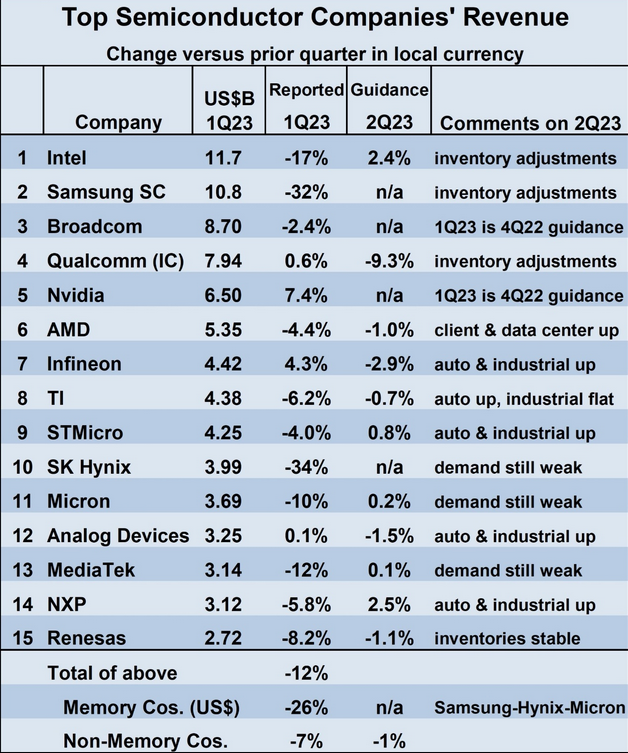 Top Semiconductor Companies' Revenue
Change versus prior quarter in local currency
US$B Reported Guidance
Company 1Q23 1Q23 2Q23 Comments on 2Q23
1 Intel 11.7 -17% 2.4% inventory adjustments
2 Samsung SC 10.8 -32% n/a inventory adjustments
3 Broadcom 8.70 -2.4% n/a 1Q23 is 4Q22 guidance
4 Qualcomm (IC) 7.94 0.6% -9.3% inventory adjustments
5 Nvidia 6.50 7.4% n/a 1Q23 is 4Q22 guidance
6 AMD 5.35 -4.4% -1.0% client & data center up
7 Infineon 4.42 4.3% -2.9% auto & industrial up
8 TI 4.38 -6.2% -0.7% auto up, industrial flat
9 STMicro 4.25 -4.0% 0.8% auto & industrial up
10 SK Hynix 3.99 -34% n/a demand still weak
11 Micron 3.69 -10% 0.2% demand still weak
12 Analog Devices 3.25 0.1% -1.5% auto & industrial up
13 MediaTek 3.14 -12% 0.1% demand still weak
14 NXP 3.12 -5.8% 2.5% auto & industrial up
15 Renesas 2.72 -8.2% -1.1% inventories stable
Total of above -12%
Memory Cos. (US$) -26% n/a Samsung-Hynix-Micron
Non-Memory Cos. -7% -1%